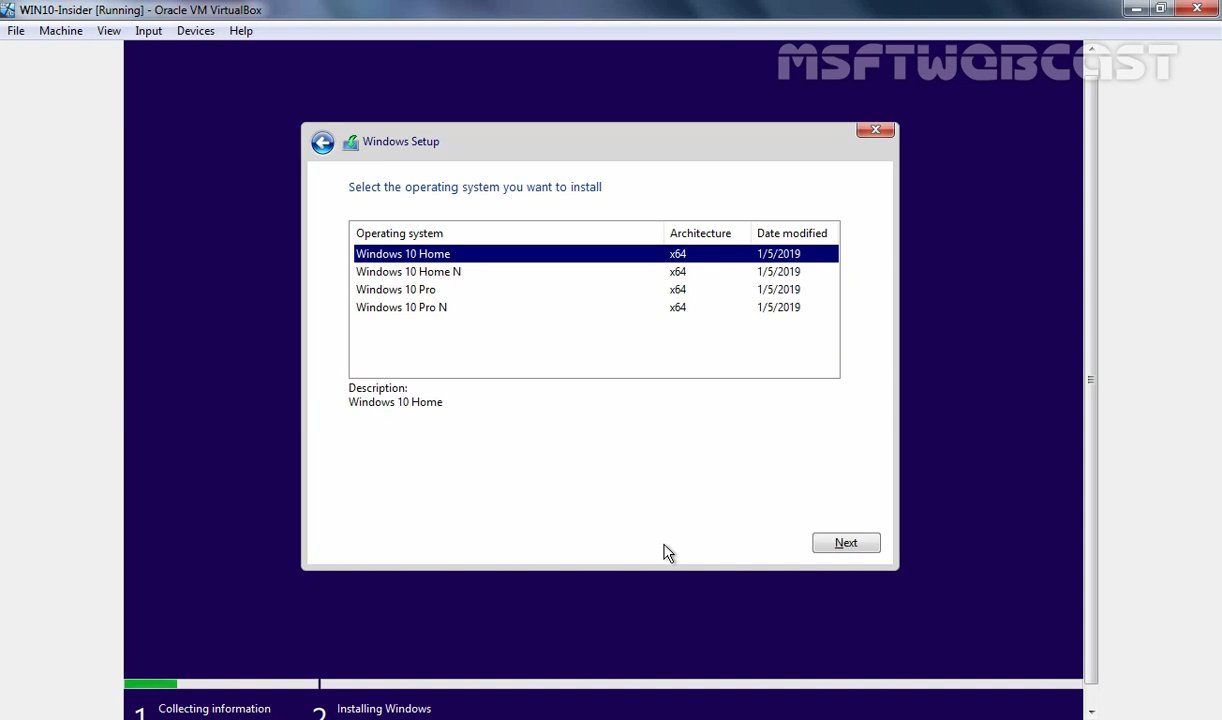 WIN10-Insider [Running] - Oracle VM VirtualBox
File Machine View Input Devices Help
MSFTWEBCAST
Windows Setup
Select the operating system you want to install
Operating system Architecture Date modified
Windows 10 Home x64 1/5/2019
Windows 10 Home N x64 1/5/2019
Windows 10 Pro x64 1/5/2019
Windows 10 Pro N x64 1/5/2019
Description:
Windows 10 Home
Next
1 Collecting information 2 Installing Windows